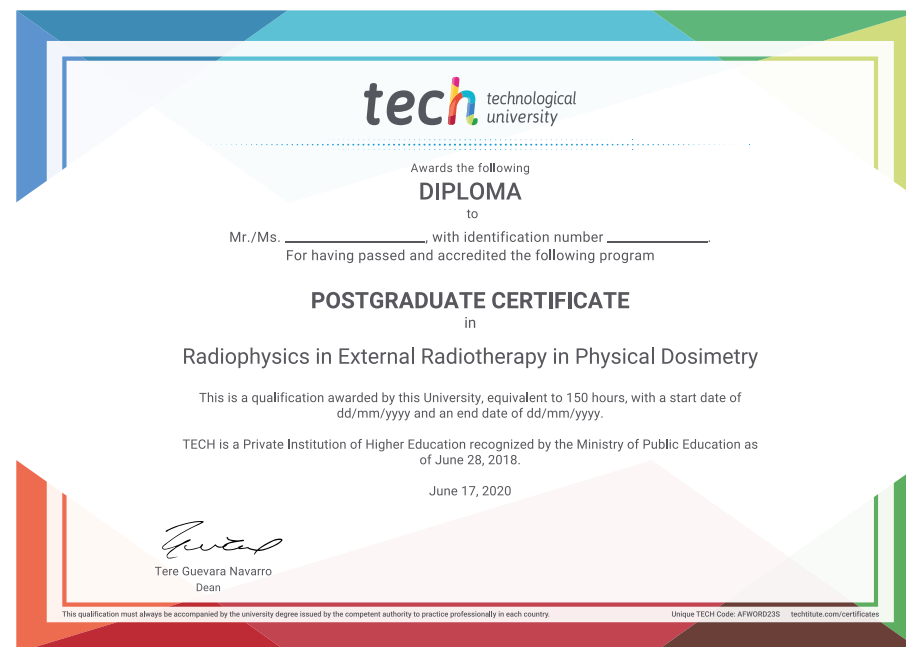 tech technological
university
Awards the following
DIPLOMA
to
Mr./Ms. ____________________, with identification number ______________.
For having passed and accredited the following program
POSTGRADUATE CERTIFICATE
in
Radiophysics in External Radiotherapy in Physical Dosimetry
This is a qualification awarded by this University, equivalent to 150 hours, with a start date of
dd/mm/yyyy and an end date of dd/mm/yyyy.
TECH is a Private Institution of Higher Education recognized by the Ministry of Public Education as
of June 28, 2018.
June 17, 2020
Tere Guevara Navarro
Dean
This qualification must always be accompanied by the university degree issued by the competent authority to practice professionally in each country. Unique TECH Code: AFWORD23S techtitute.com/certificates